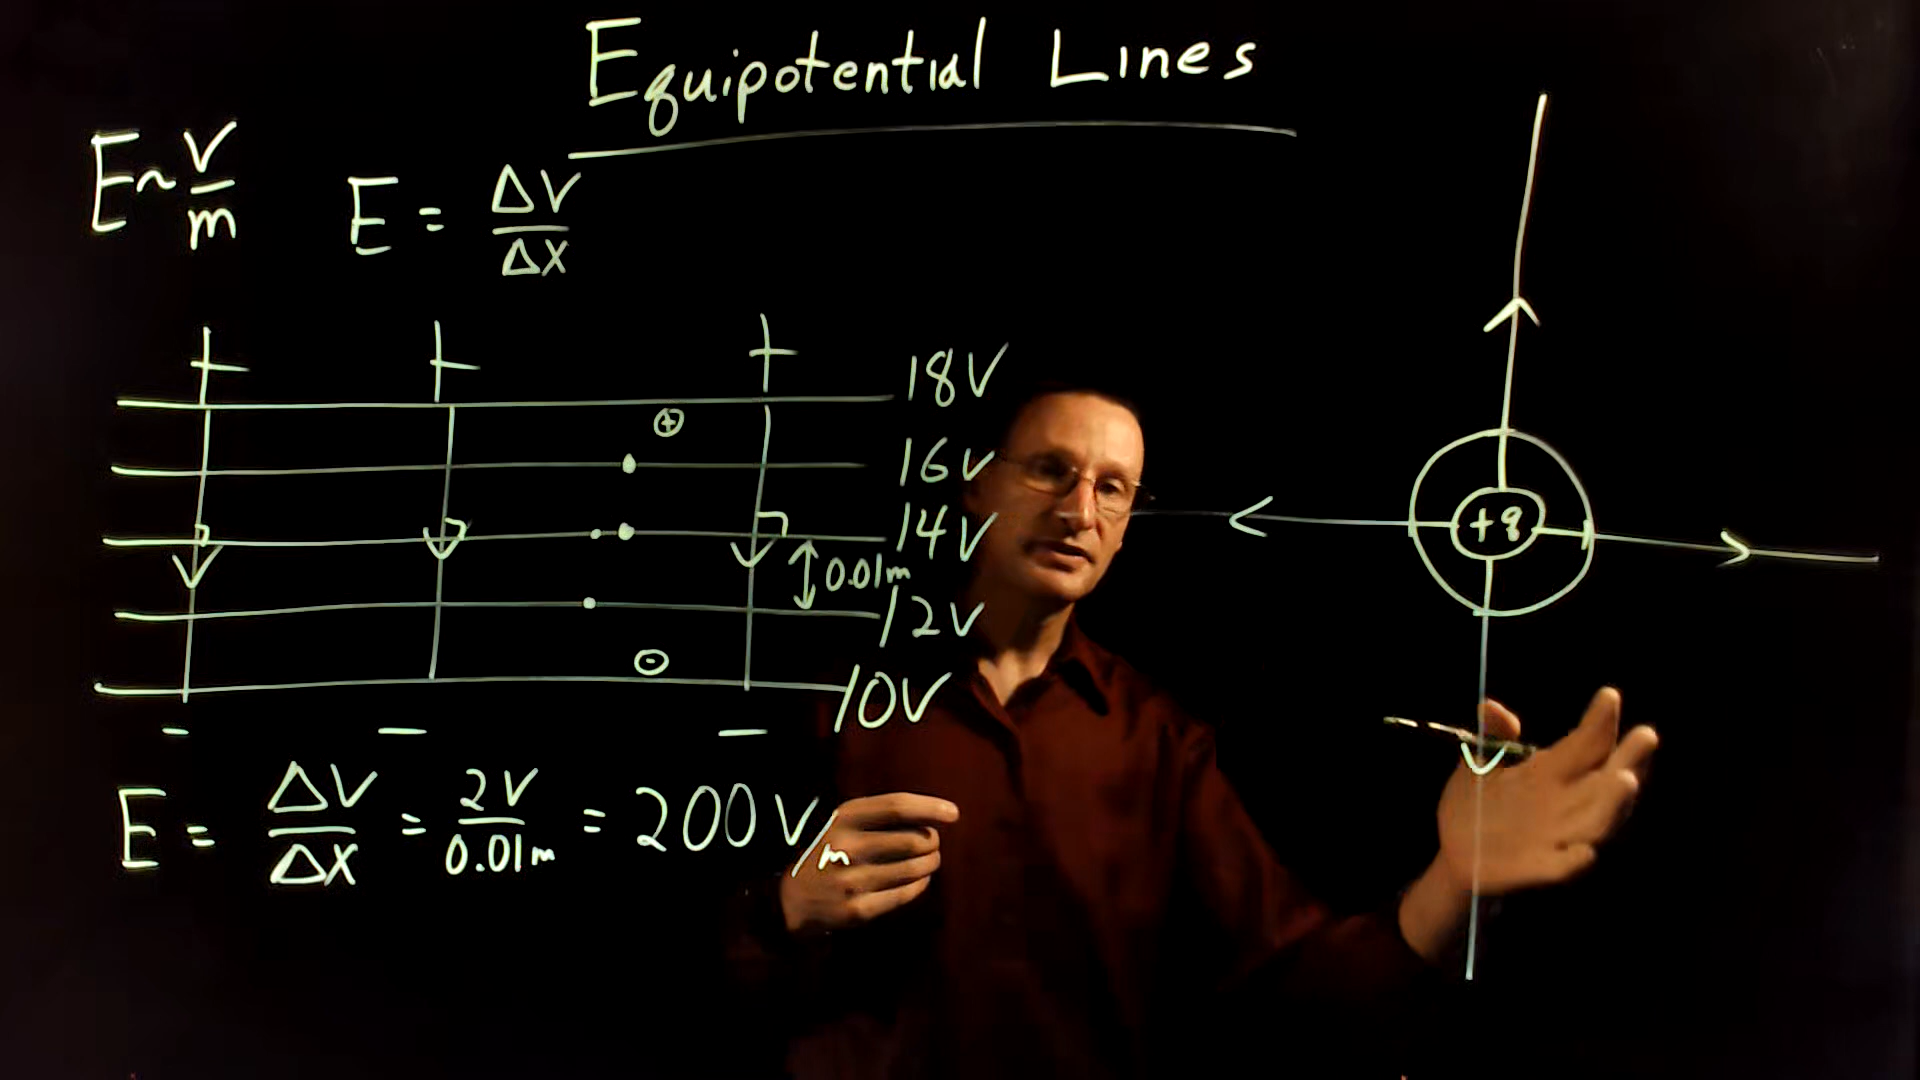 Equipotential Lines
E ~ V/m
E = ΔV/ΔX
+ + +
18V
⊕
16V
14V
0.01m
12V
⊖
10V
- - -
E = ΔV/ΔX = 2V/0.01m = 200 V/m
+q